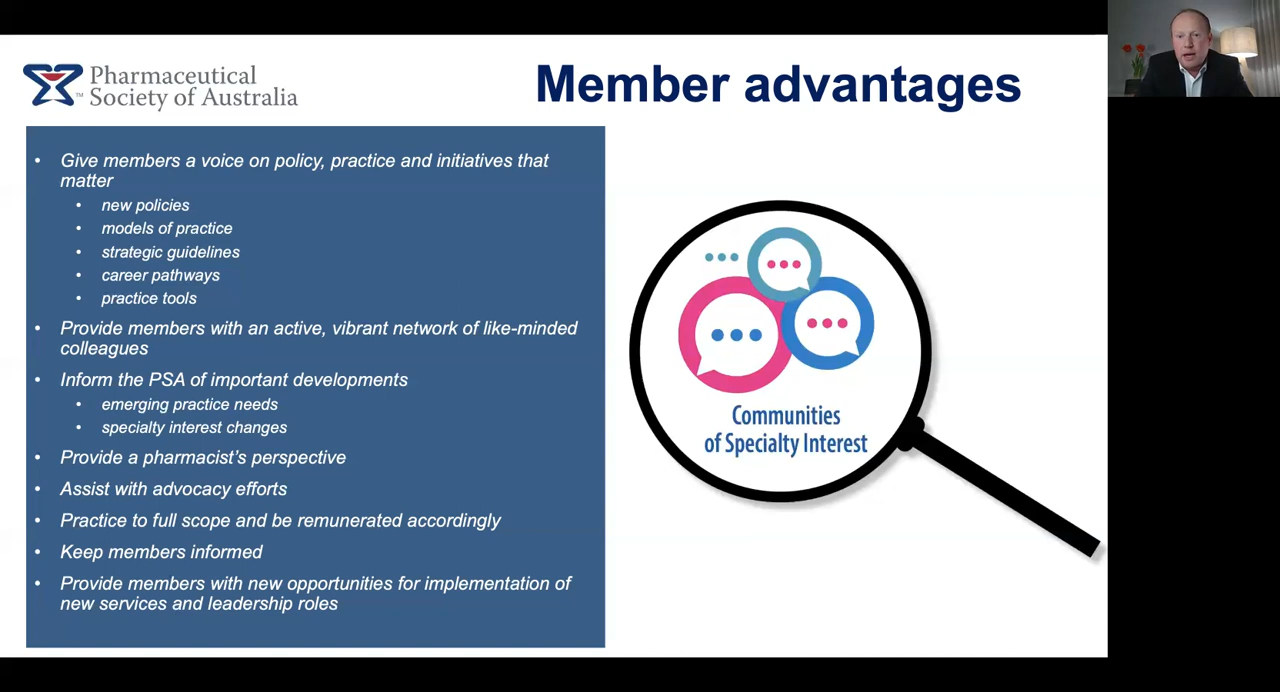 Pharmaceutical
Society of Australia
Member advantages
• Give members a voice on policy, practice and initiatives that
matter
• new policies
• models of practice
• strategic guidelines
• career pathways
• practice tools
• Provide members with an active, vibrant network of like-minded
colleagues
• Inform the PSA of important developments
• emerging practice needs
• specialty interest changes
• Provide a pharmacist's perspective
• Assist with advocacy efforts
• Practice to full scope and be remunerated accordingly
• Keep members informed
• Provide members with new opportunities for implementation of
new services and leadership roles
Communities
of Specialty Interest